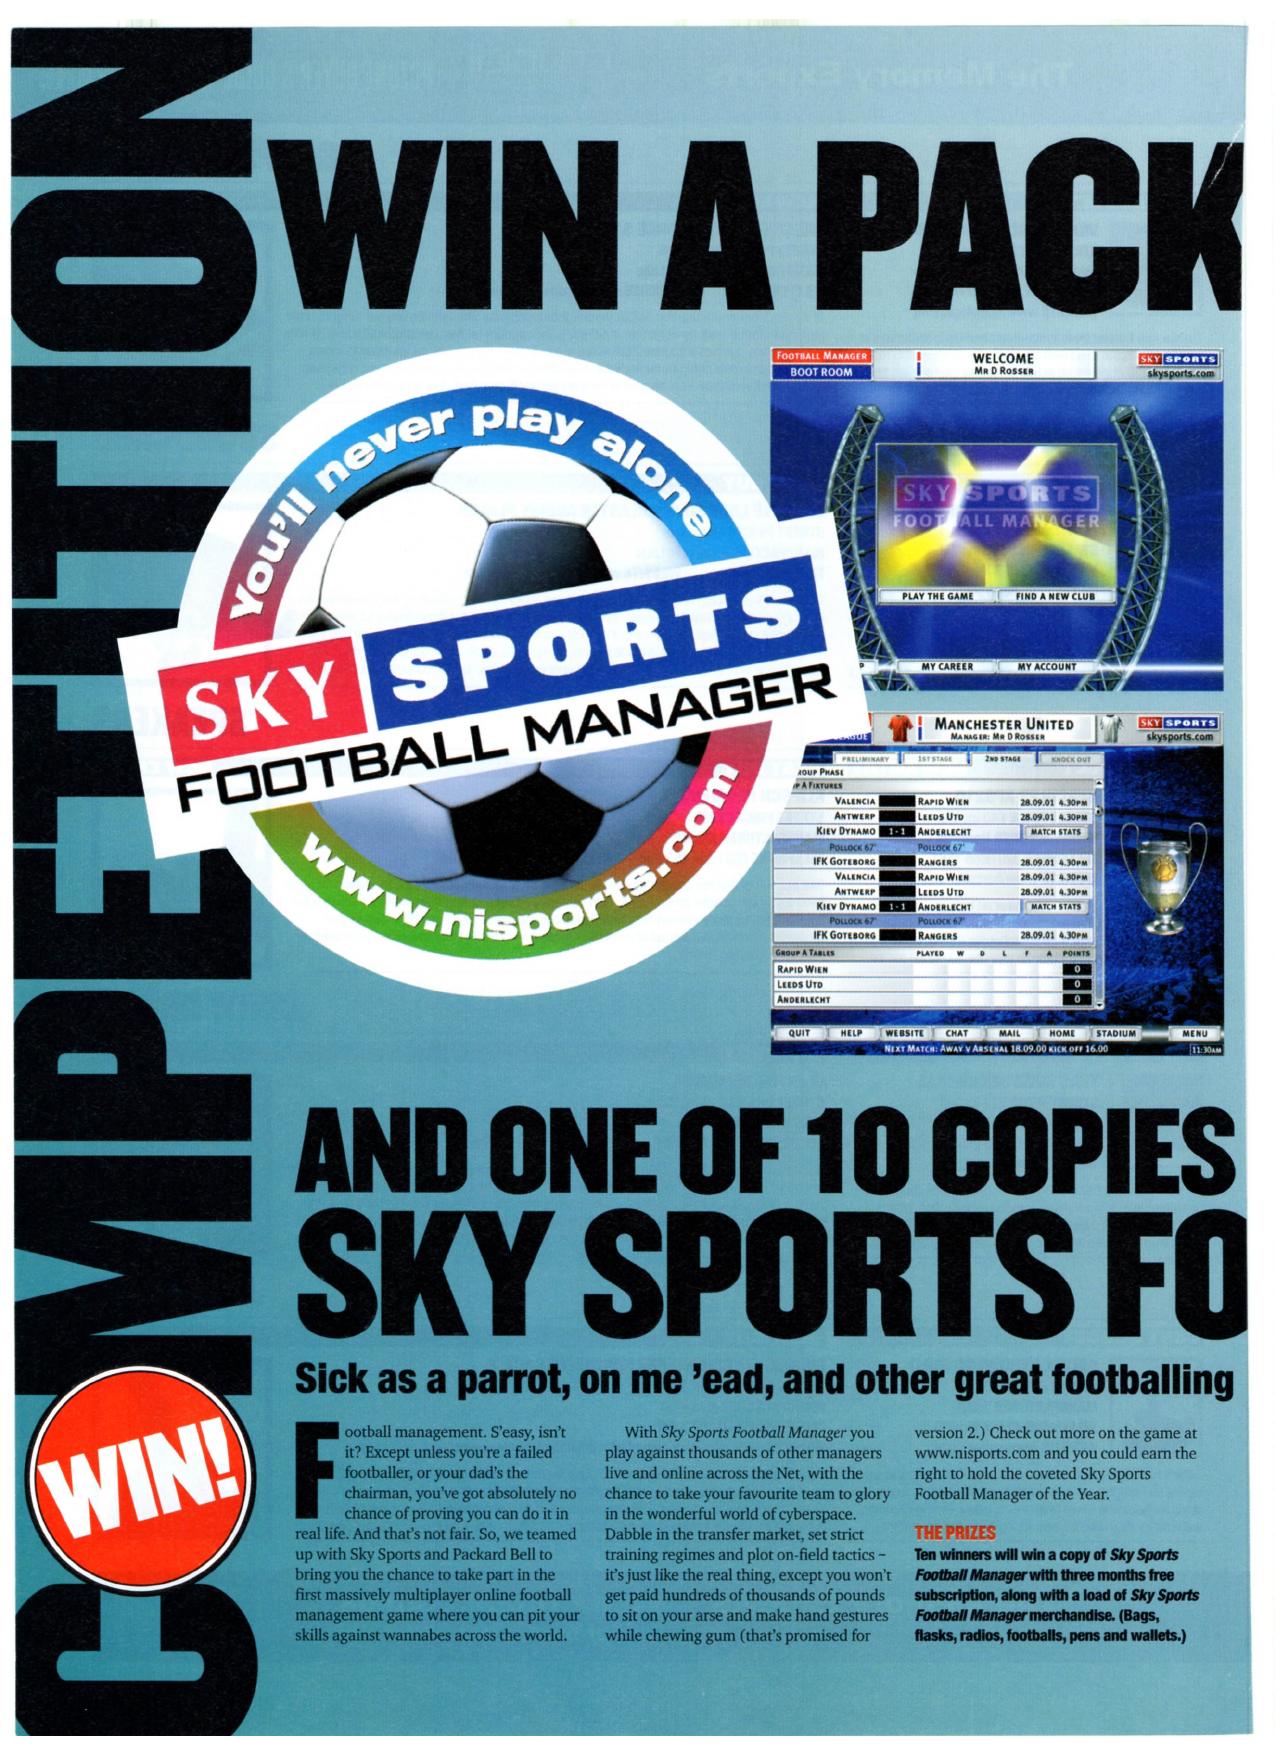 COMPETITION
WIN!
WIN A PACK
You'll never play alone
SKY SPORTS
FOOTBALL MANAGER
www.nisports.com
FOOTBALL MANAGER
BOOT ROOM
WELCOME
MR D ROSSER
SKY SPORTS
skysports.com
SKY SPORTS
FOOTBALL MANAGER
PLAY THE GAME
FIND A NEW CLUB
MY CAREER
MY ACCOUNT
MANCHESTER UNITED
MANAGER: MR D ROSSER
SKY SPORTS
skysports.com
PRELIMINARY 1ST STAGE 2ND STAGE KNOCK OUT
ROUP PHASE
P A FIXTURES
VALENCIA RAPID WIEN 28.09.01 4.30PM
ANTWERP LEEDS UTD 28.09.01 4.30PM
KIEV DYNAMO 1-1 ANDERLECHT MATCH STATS
POLLOCK 67' POLLOCK 67'
IFK GOTEBORG RANGERS 28.09.01 4.30PM
VALENCIA RAPID WIEN 28.09.01 4.30PM
ANTWERP LEEDS UTD 28.09.01 4.30PM
KIEV DYNAMO 1-1 ANDERLECHT MATCH STATS
POLLOCK 67' POLLOCK 67'
IFK GOTEBORG RANGERS 28.09.01 4.30PM
GROUP A TABLES PLAYED W D L F A POINTS
RAPID WIEN 0
LEEDS UTD 0
ANDERLECHT 0
QUIT HELP WEBSITE CHAT MAIL HOME STADIUM MENU
NEXT MATCH: AWAY V ARSENAL 18.09.00 KICK OFF 16.00 11:30AM
AND ONE OF 10 COPIES
SKY SPORTS FO
Sick as a parrot, on me 'ead, and other great footballing
Football management. S'easy, isn't
it? Except unless you're a failed
footballer, or your dad's the
chairman, you've got absolutely no
chance of proving you can do it in
real life. And that's not fair. So, we teamed
up with Sky Sports and Packard Bell to
bring you the chance to take part in the
first massively multiplayer online football
management game where you can pit your
skills against wannabes across the world.
With Sky Sports Football Manager you
play against thousands of other managers
live and online across the Net, with the
chance to take your favourite team to glory
in the wonderful world of cyberspace.
Dabble in the transfer market, set strict
training regimes and plot on-field tactics –
it's just like the real thing, except you won't
get paid hundreds of thousands of pounds
to sit on your arse and make hand gestures
while chewing gum (that's promised for
version 2.) Check out more on the game at
www.nisports.com and you could earn the
right to hold the coveted Sky Sports
Football Manager of the Year.
THE PRIZES
Ten winners will win a copy of Sky Sports
Football Manager with three months free
subscription, along with a load of Sky Sports
Football Manager merchandise. (Bags,
flasks, radios, footballs, pens and wallets.)